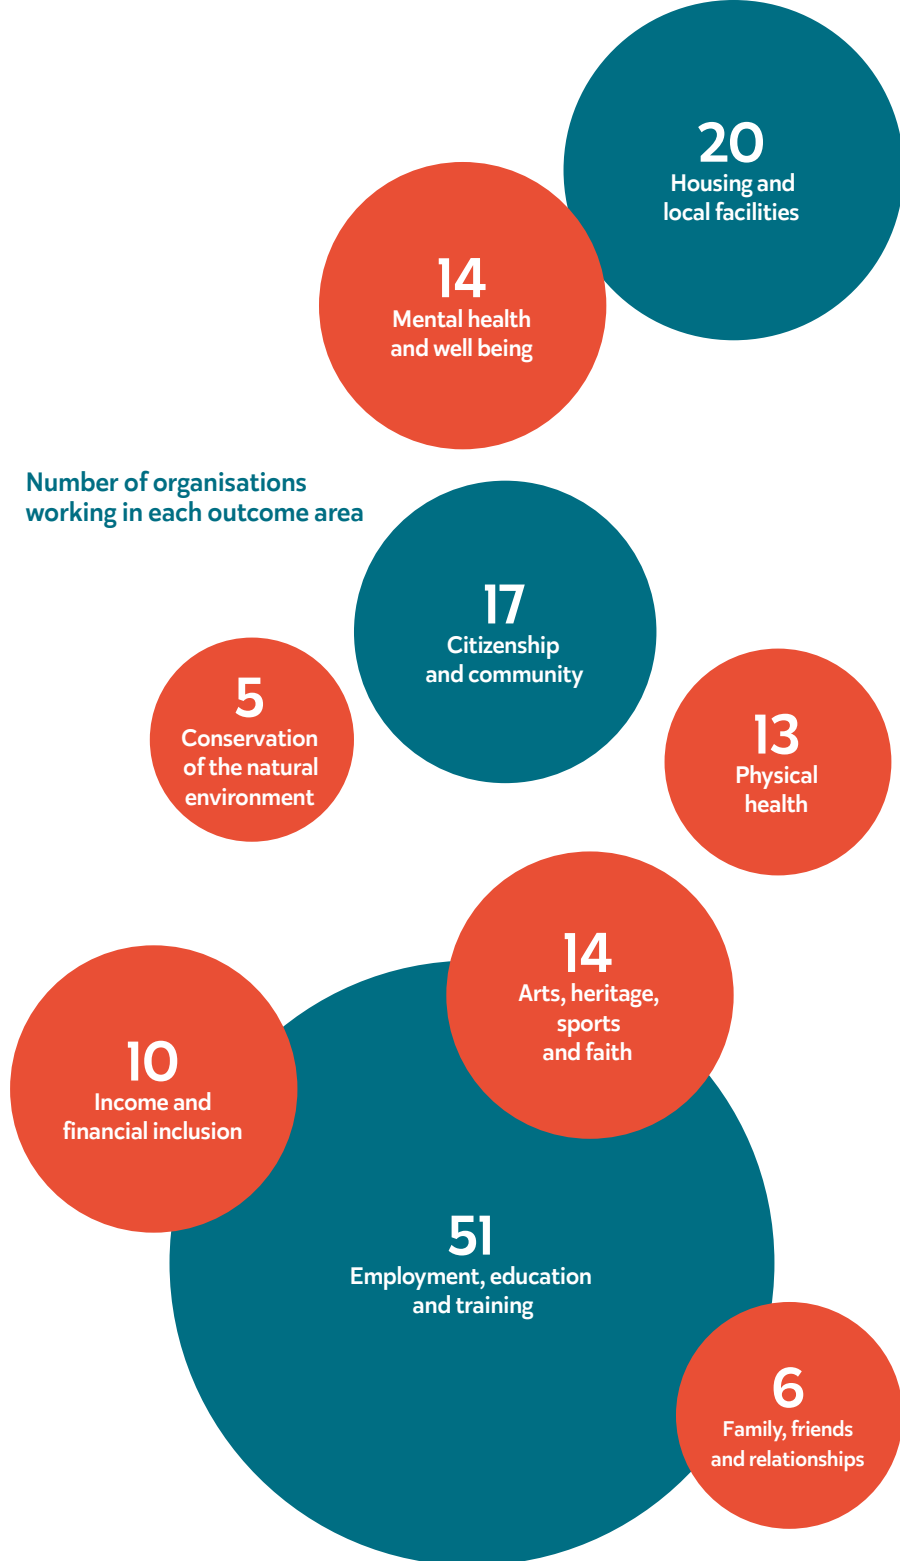 20
Housing and
local facilities
14
Mental health
and well being
Number of organisations
working in each outcome area
17
Citizenship
and community
5
Conservation
of the natural
environment
13
Physical
health
14
Arts, heritage,
sports
and faith
10
Income and
financial inclusion
51
Employment, education
and training
6
Family, friends
and relationships